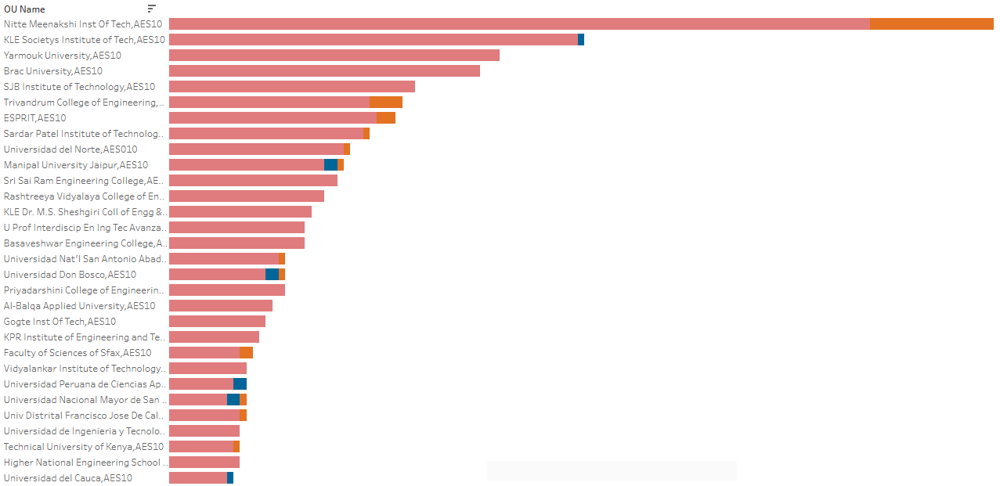 OU Name
Nitte Meenakshi Inst Of Tech,AES10
KLE Societys Institute of Tech,AES10
Yarmouk University,AES10
Brac University,AES10
SJB Institute of Technology,AES10
Trivandrum College of Engineering,..
ESPRIT,AES10
Sardar Patel Institute of Technolog..
Universidad del Norte,AES010
Manipal University Jaipur,AES10
Sri Sai Ram Engineering College,AE..
Rashtreeya Vidyalaya College of En..
KLE Dr. M.S. Sheshgiri Coll of Engg &..
U Prof Interdiscip En Ing Tec Avanza..
Basaveshwar Engineering College,A..
Universidad Nat’l San Antonio Abad..
Universidad Don Bosco,AES10
Priyadarshini College of Engineerin..
Al-Balqa Applied University,AES10
Gogte Inst Of Tech,AES10
KPR Institute of Engineering and Te..
Faculty of Sciences of Sfax,AES10
Vidyalankar Institute of Technology..
Universidad Peruana de Ciencias Ap..
Universidad Nacional Mayor de San ..
Univ Distrital Francisco Jose De Cal..
Universidad de Ingenieria y Tecnolo..
Technical University of Kenya,AES10
Higher National Engineering School ..
Universidad del Cauca,AES10